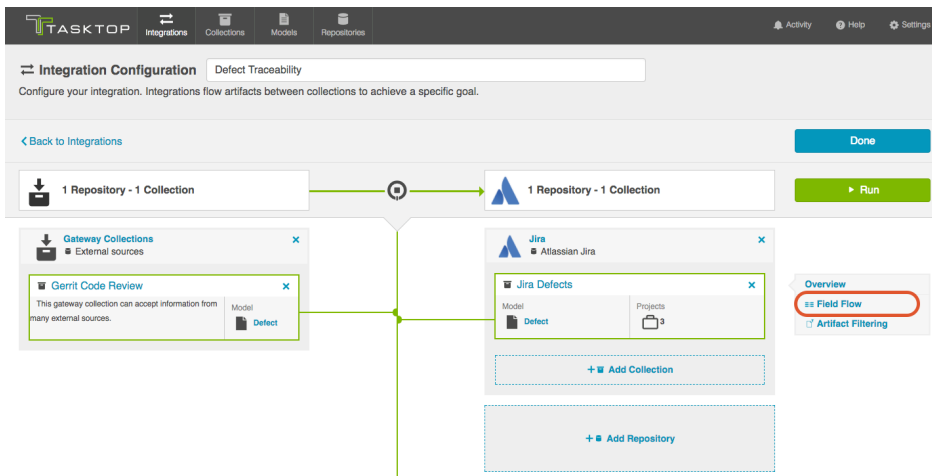 TASKTOP
Integrations
Collections
Models
Repositories
Activity
Help
Settings
Integration Configuration
Defect Traceability
Configure your integration. Integrations flow artifacts between collections to achieve a specific goal.
Back to Integrations
Done
1 Repository - 1 Collection
1 Repository - 1 Collection
Run
Gateway Collections
External sources
Jira
Atlassian Jira
Gerrit Code Review
This gateway collection can accept information from
many external sources.
Model
Defect
Jira Defects
Model
Defect
Projects
3
Overview
Field Flow
Artifact Filtering
+ Add Collection
+ Add Repository